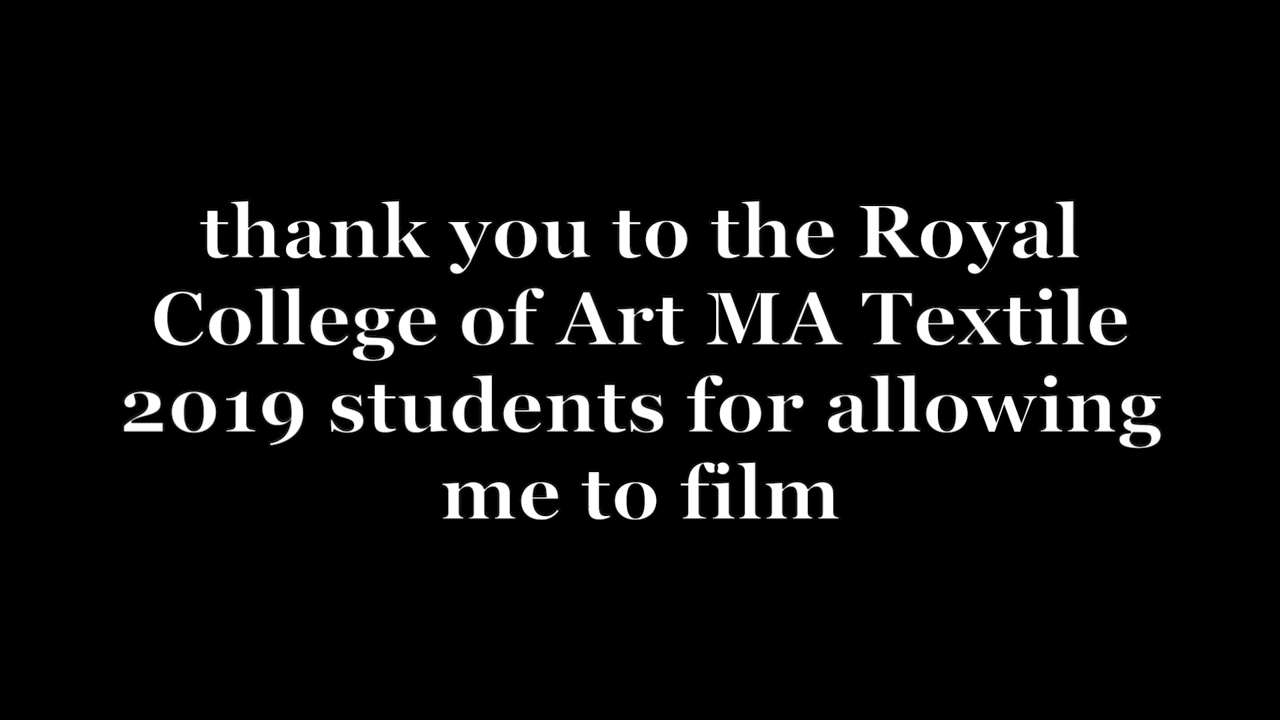 thank you to the Royal
College of Art MA Textile
2019 students for allowing
me to film